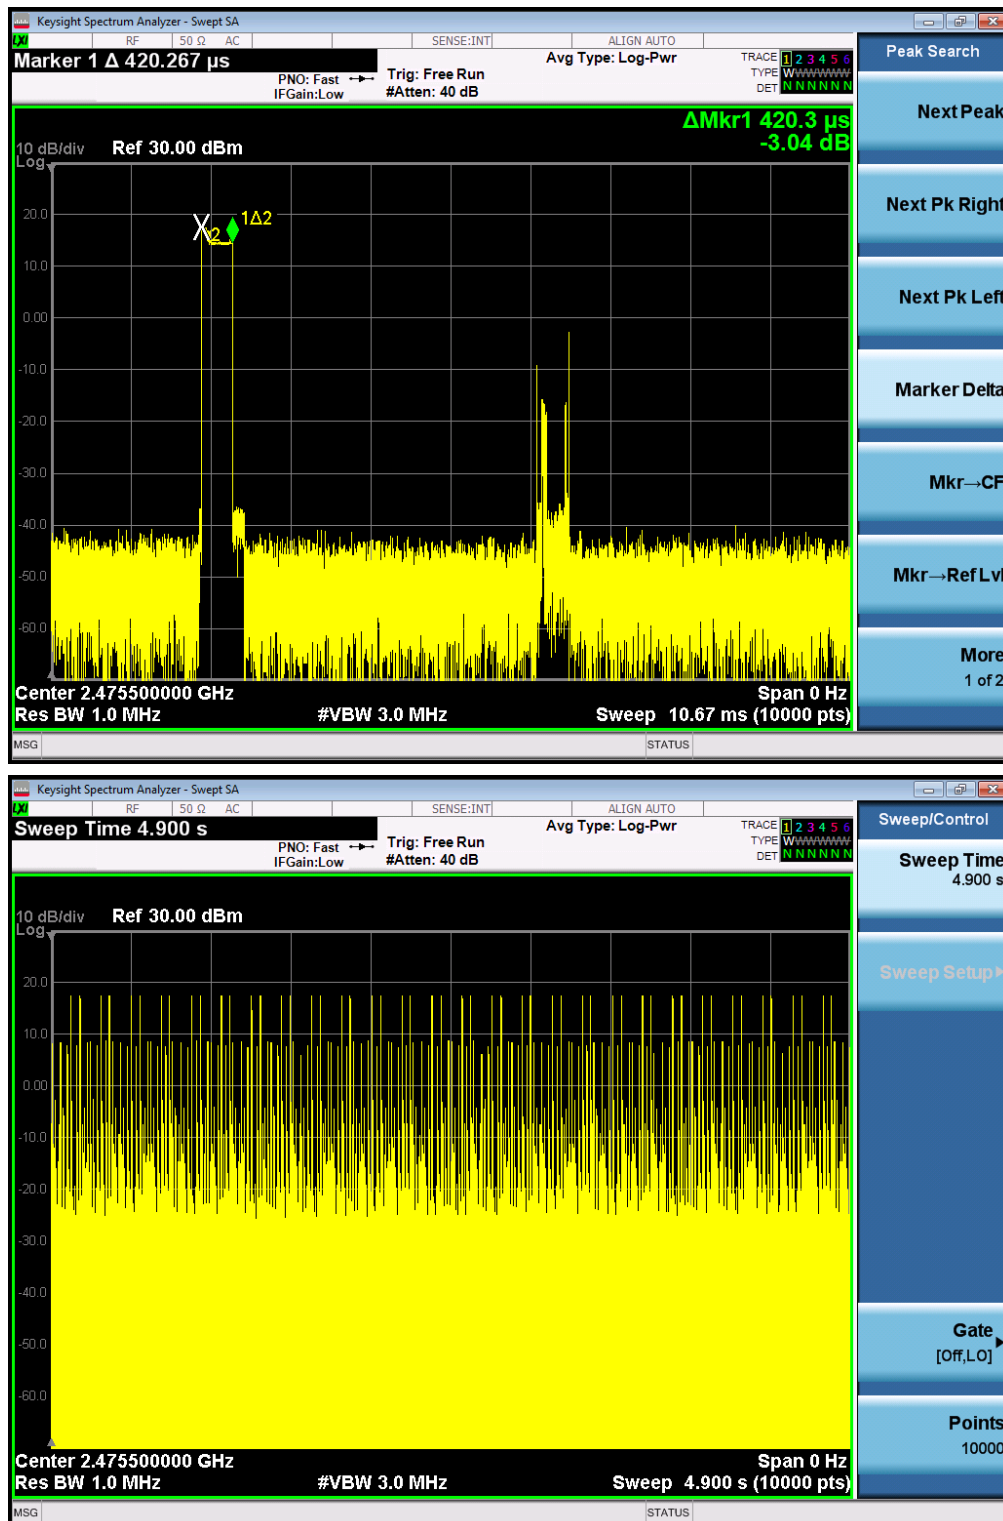 Keysight Spectrum Analyzer - Swept SA
LXI RF 50 Ω AC SENSE:INT ALIGN AUTO
Marker 1 Δ 420.267 µs
PNO: Fast
IFGain:Low
Trig: Free Run
#Atten: 40 dB
Avg Type: Log-Pwr
TRACE 1 2 3 4 5 6
TYPE WWWWWW
DET N N N N N N
ΔMkr1 420.3 µs
-3.04 dB
10 dB/div Ref 30.00 dBm
Log
20.0
10.0
0.00
-10.0
-20.0
-30.0
-40.0
-50.0
-60.0
X2
1Δ2
Center 2.475500000 GHz Span 0 Hz
Res BW 1.0 MHz #VBW 3.0 MHz Sweep 10.67 ms (10000 pts)
MSG STATUS
Peak Search
Next Peak
Next Pk Right
Next Pk Left
Marker Delta
Mkr→CF
Mkr→Ref Lvl
More
1 of 2
Keysight Spectrum Analyzer - Swept SA
LXI RF 50 Ω AC SENSE:INT ALIGN AUTO
Sweep Time 4.900 s
PNO: Fast
IFGain:Low
Trig: Free Run
#Atten: 40 dB
Avg Type: Log-Pwr
TRACE 1 2 3 4 5 6
TYPE WWWWWW
DET N N N N N N
10 dB/div Ref 30.00 dBm
Log
20.0
10.0
0.00
-10.0
-20.0
-30.0
-40.0
-50.0
-60.0
Center 2.475500000 GHz Span 0 Hz
Res BW 1.0 MHz #VBW 3.0 MHz Sweep 4.900 s (10000 pts)
MSG STATUS
Sweep/Control
Sweep Time
4.900 s
Sweep Setup
Gate
[Off,LO]
Points
10000